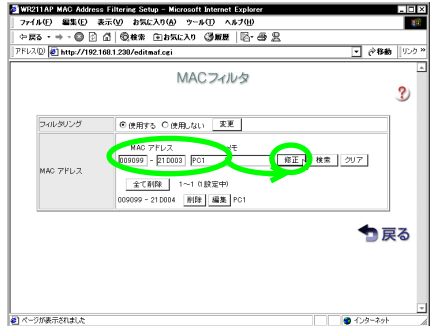 WR211AP MAC Address Filtering Setup - Microsoft Internet Explorer
ファイル(F) 編集(E) 表示(V) お気に入り(A) ツール(T) ヘルプ(H)
戻る 検索 お気に入り 履歴
アドレス(D) http://192.168.1.230/editmaf.cgi 移動 リンク »
MACフィルタ
?
フィルタリング 使用する 使用しない 変更
MAC アドレス メモ
009099 - 21D003 PC1 修正 検索 クリア
MAC アドレス
全て削除 1〜1 (1設定中)
009099 - 21D004 削除 編集 PC1
戻る
ページが表示されました インターネット